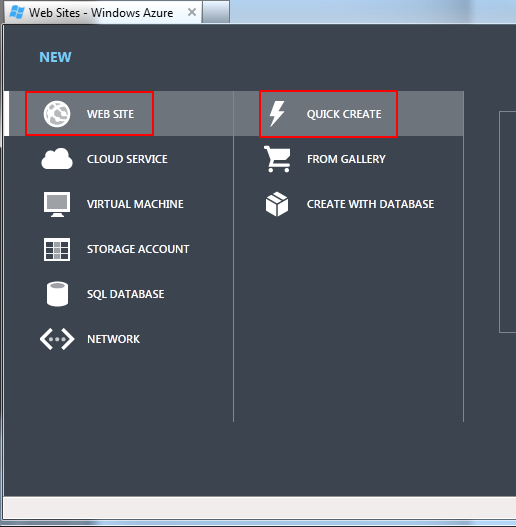 Web Sites - Windows Azure
NEW
WEB SITE
CLOUD SERVICE
VIRTUAL MACHINE
STORAGE ACCOUNT
SQL DATABASE
NETWORK
QUICK CREATE
FROM GALLERY
CREATE WITH DATABASE